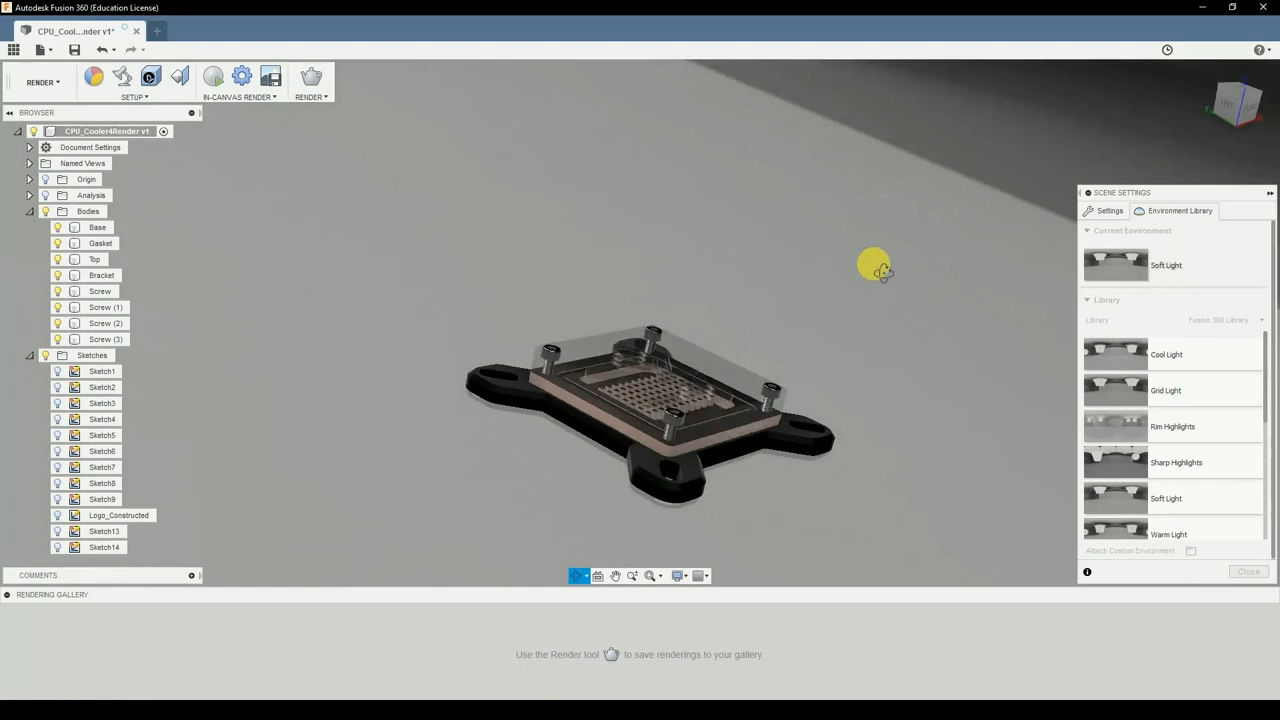 Autodesk Fusion 360 (Education License)
CPU_Cool...nder v1*
RENDER
SETUP
IN-CANVAS RENDER
RENDER
BROWSER
CPU_Cooler4Render v1
Document Settings
Named Views
Origin
Analysis
Bodies
Base
Gasket
Top
Bracket
Screw
Screw (1)
Screw (2)
Screw (3)
Sketches
Sketch1
Sketch2
Sketch3
Sketch4
Sketch5
Sketch6
Sketch7
Sketch8
Sketch9
Logo_Constructed
Sketch13
Sketch14
COMMENTS
LEFT
SCENE SETTINGS
Settings Environment Library
Current Environment
Soft Light
Library
Library Fusion 360 Library
Cool Light
Grid Light
Rim Highlights
Sharp Highlights
Soft Light
Warm Light
Attach Custom Environment
Close
RENDERING GALLERY
Use the Render tool to save renderings to your gallery.